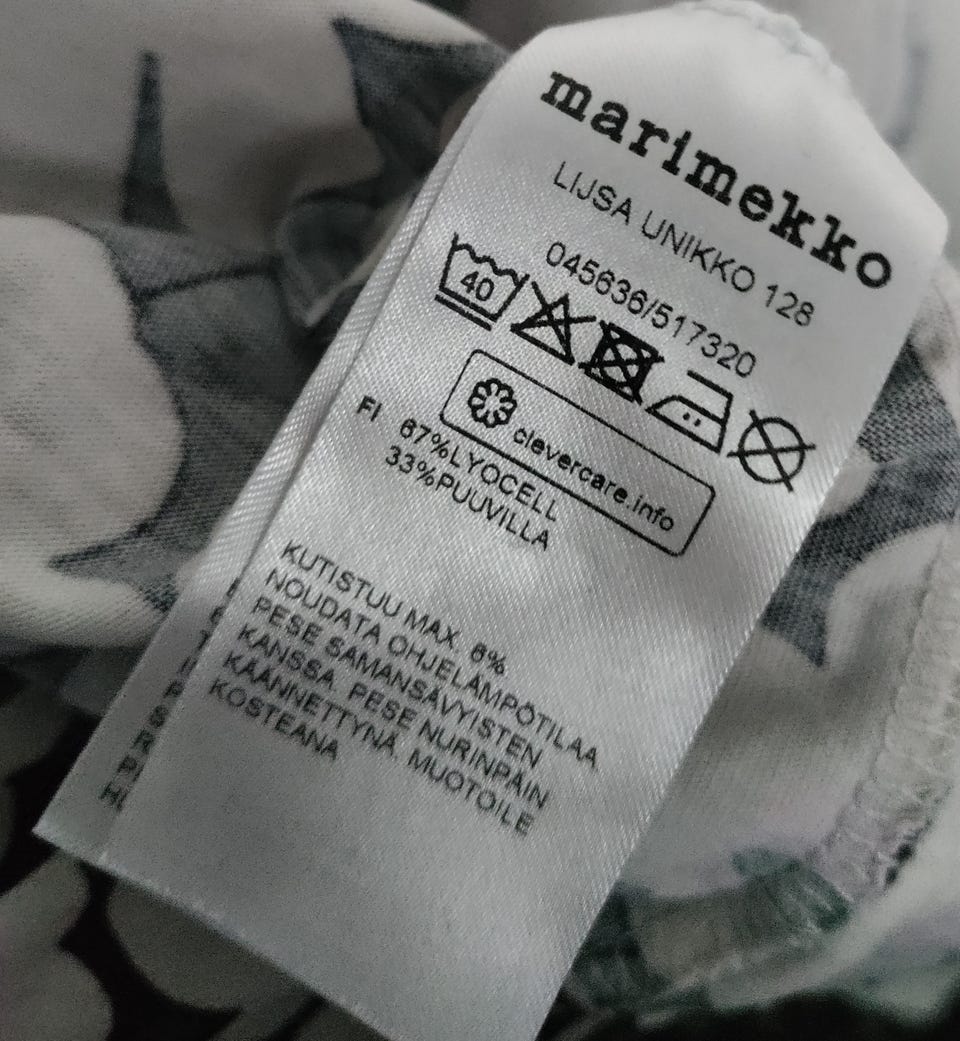 marimekko
LIJSA UNIKKO 128
045636/517320
40
clevercare.info
FI 67%LYOCELL
33%PUUVILLA
KUTISTUU MAX. 6%
NOUDATA OHJELÄMPÖTILAA
PESE SAMANSÄVYISTEN
KANSSA. PESE NURINPÄIN
KÄÄNNETTYNÄ. MUOTOILE
KOSTEANA